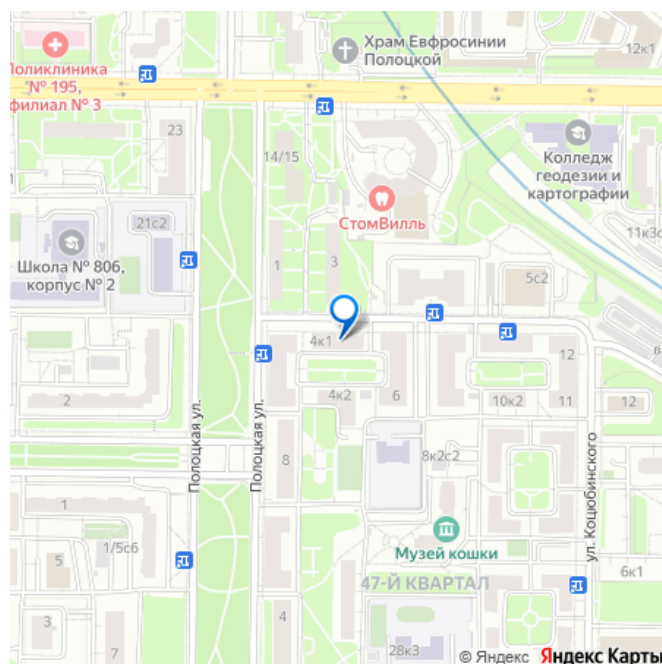 Поликлиника
№ 195,
филиал № 3
Храм Евфросинии
Полоцкой
12к1
23
14/15
Колледж
геодезии и
картографии
СтомВилль
21с2
Школа № 806,
корпус № 2
1
3
5с2
4к1
12
2
4к2
6
10к2
11
12
Полоцкая ул.
Полоцкая ул.
8
8к2с2
ул. Коцюбинского
1
Музей кошки
1/5с6
5
47-Й КВАРТАЛ
6к1
3
7
4
28к3
© Яндекс Яндекс Карты